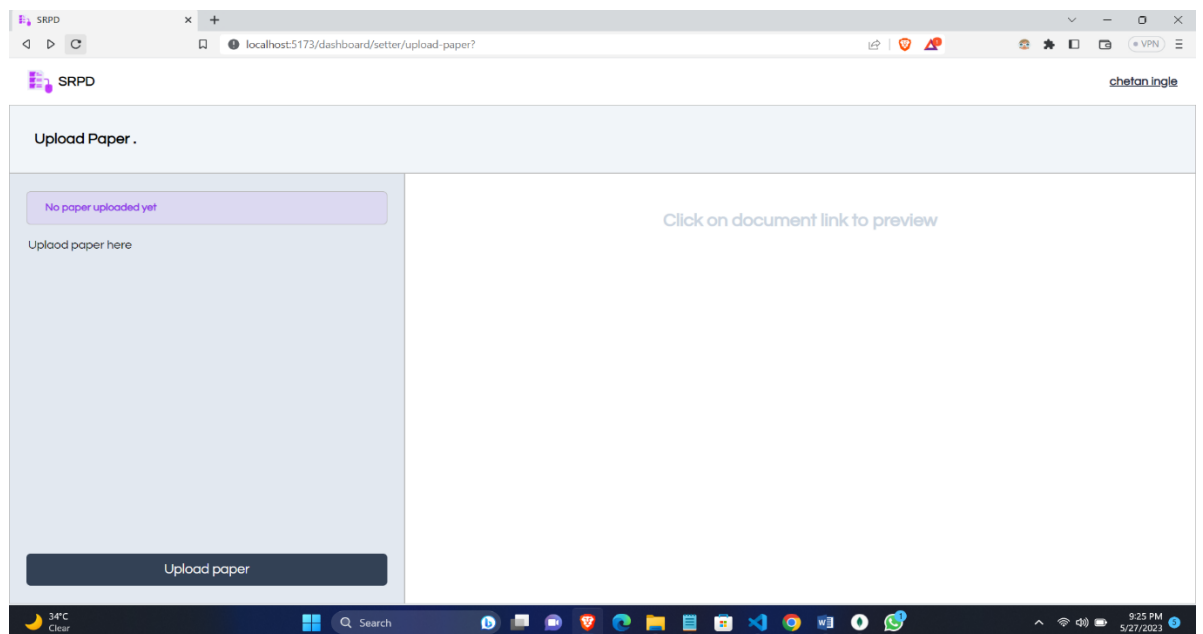 SRPD
localhost:5173/dashboard/setter/upload-paper?
VPN
SRPD
chetan ingle
Upload Paper .
No paper uploaded yet
Uplaod paper here
Click on document link to preview
Upload paper
34°C
Clear
Search
9:25 PM
5/27/2023